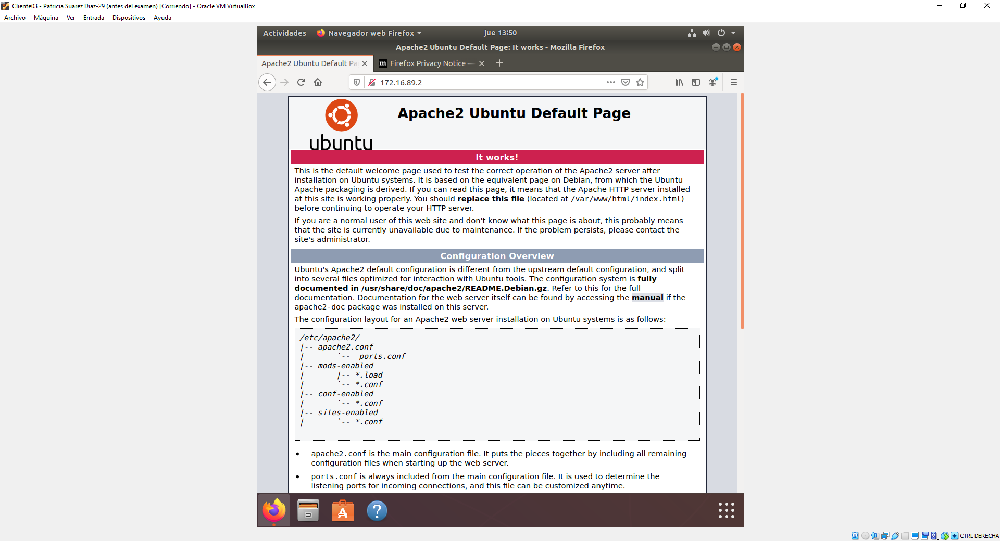 Cliente03 - Patricia Suarez Diaz-29 (antes del examen) [Corriendo] - Oracle VM VirtualBox
Archivo Máquina Ver Entrada Dispositivos Ayuda
Actividades Navegador web Firefox jue 13:50
Apache2 Ubuntu Default Page: It works - Mozilla Firefox
Apache2 Ubuntu Default Pa m Firefox Privacy Notice —
172.16.89.2
ubuntu
Apache2 Ubuntu Default Page
It works!
This is the default welcome page used to test the correct operation of the Apache2 server after
installation on Ubuntu systems. It is based on the equivalent page on Debian, from which the Ubuntu
Apache packaging is derived. If you can read this page, it means that the Apache HTTP server installed
at this site is working properly. You should replace this file (located at /var/www/html/index.html)
before continuing to operate your HTTP server.
If you are a normal user of this web site and don't know what this page is about, this probably means
that the site is currently unavailable due to maintenance. If the problem persists, please contact the
site's administrator.
Configuration Overview
Ubuntu's Apache2 default configuration is different from the upstream default configuration, and split
into several files optimized for interaction with Ubuntu tools. The configuration system is fully
documented in /usr/share/doc/apache2/README.Debian.gz. Refer to this for the full
documentation. Documentation for the web server itself can be found by accessing the manual if the
apache2-doc package was installed on this server.
The configuration layout for an Apache2 web server installation on Ubuntu systems is as follows:
/etc/apache2/
|-- apache2.conf
|       `--  ports.conf
|-- mods-enabled
|       |-- *.load
|       `-- *.conf
|-- conf-enabled
|       `-- *.conf
|-- sites-enabled
|       `-- *.conf
• apache2.conf is the main configuration file. It puts the pieces together by including all remaining
configuration files when starting up the web server.
• ports.conf is always included from the main configuration file. It is used to determine the
listening ports for incoming connections, and this file can be customized anytime.
CTRL DERECHA